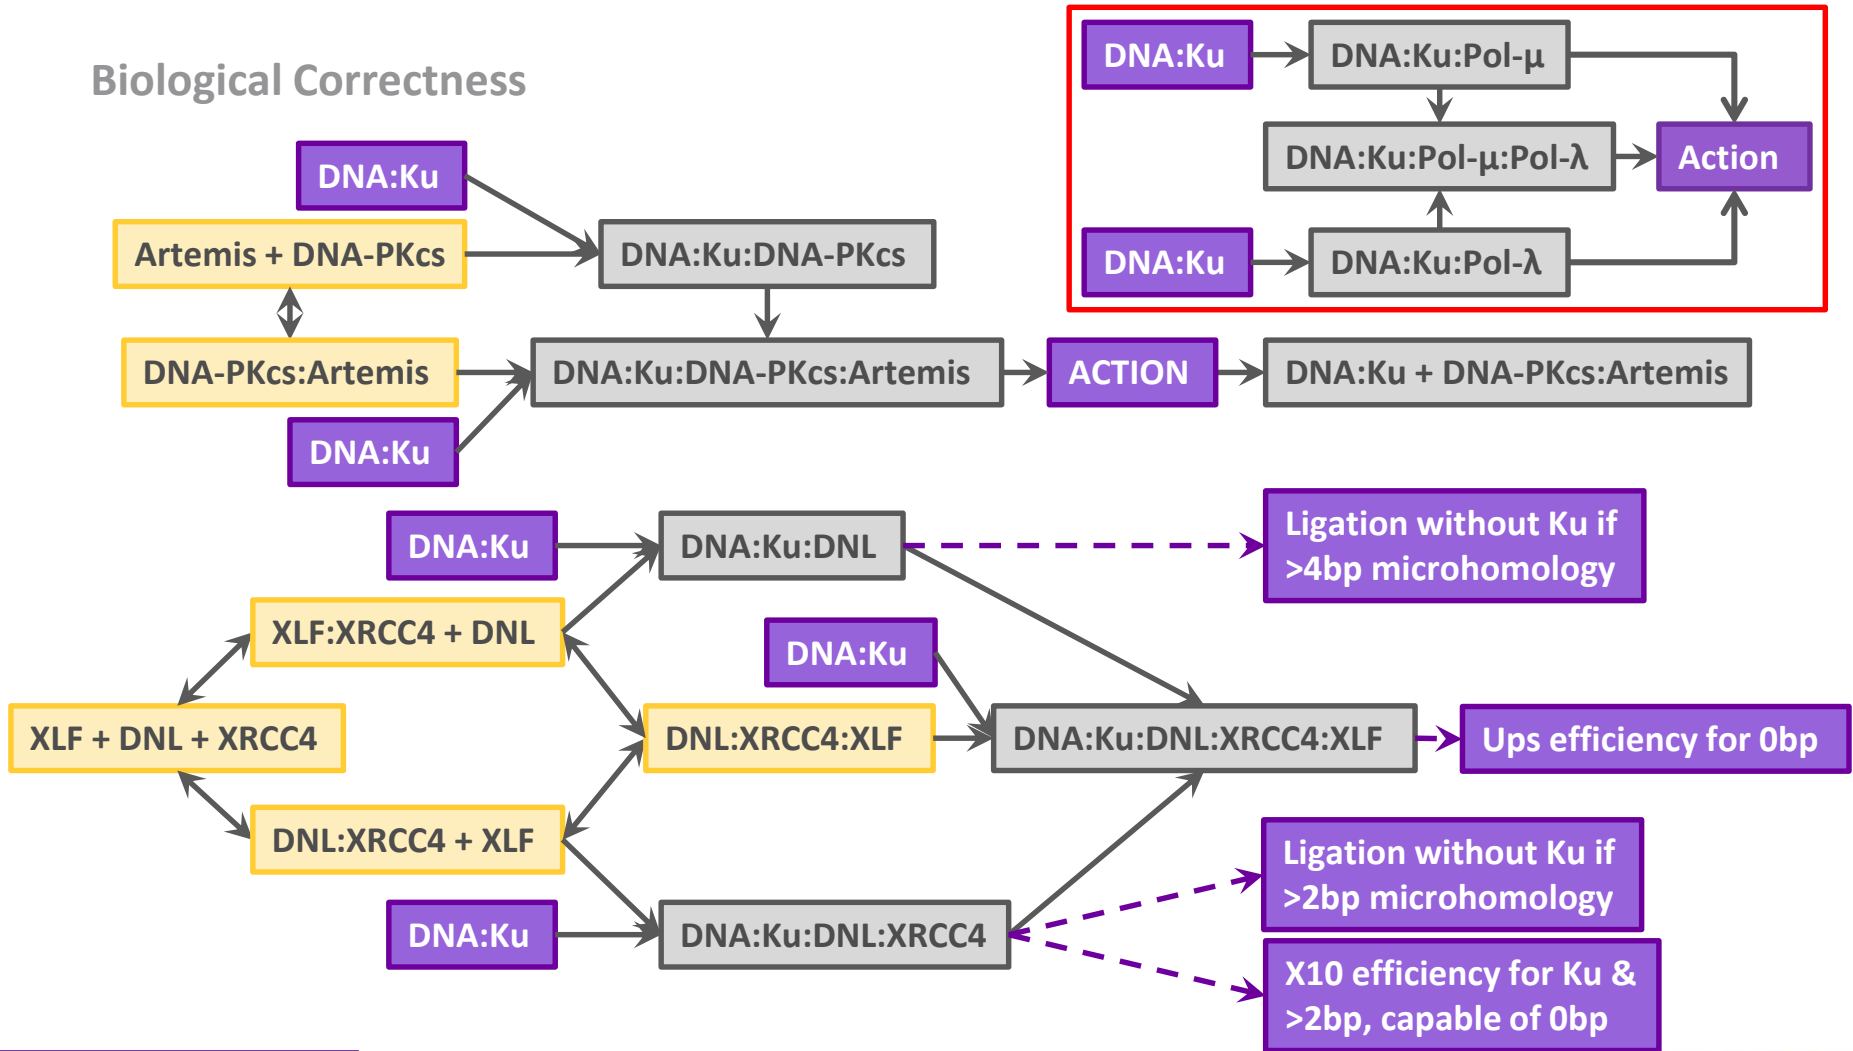 Biological Correctness
DNA:Ku
DNA:Ku:Pol-μ
DNA:Ku:Pol-μ:Pol-λ
Action
DNA:Ku
DNA:Ku:Pol-λ
DNA:Ku
Artemis + DNA-PKcs
DNA:Ku:DNA-PKcs
DNA-PKcs:Artemis
DNA:Ku:DNA-PKcs:Artemis
ACTION
DNA:Ku + DNA-PKcs:Artemis
DNA:Ku
DNA:Ku
DNA:Ku:DNL
Ligation without Ku if
>4bp microhomology
XLF:XRCC4 + DNL
DNA:Ku
XLF + DNL + XRCC4
DNL:XRCC4:XLF
DNA:Ku:DNL:XRCC4:XLF
Ups efficiency for 0bp
DNL:XRCC4 + XLF
Ligation without Ku if
>2bp microhomology
DNA:Ku
DNA:Ku:DNL:XRCC4
X10 efficiency for Ku &
>2bp, capable of 0bp